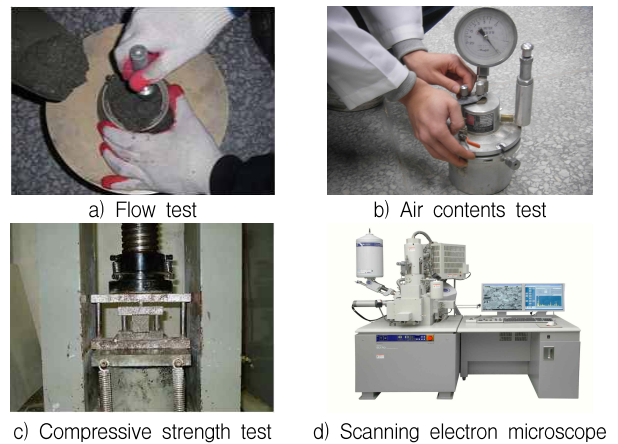 a) Flow test
b) Air contents test
c) Compressive strength test
d) Scanning electron microscope